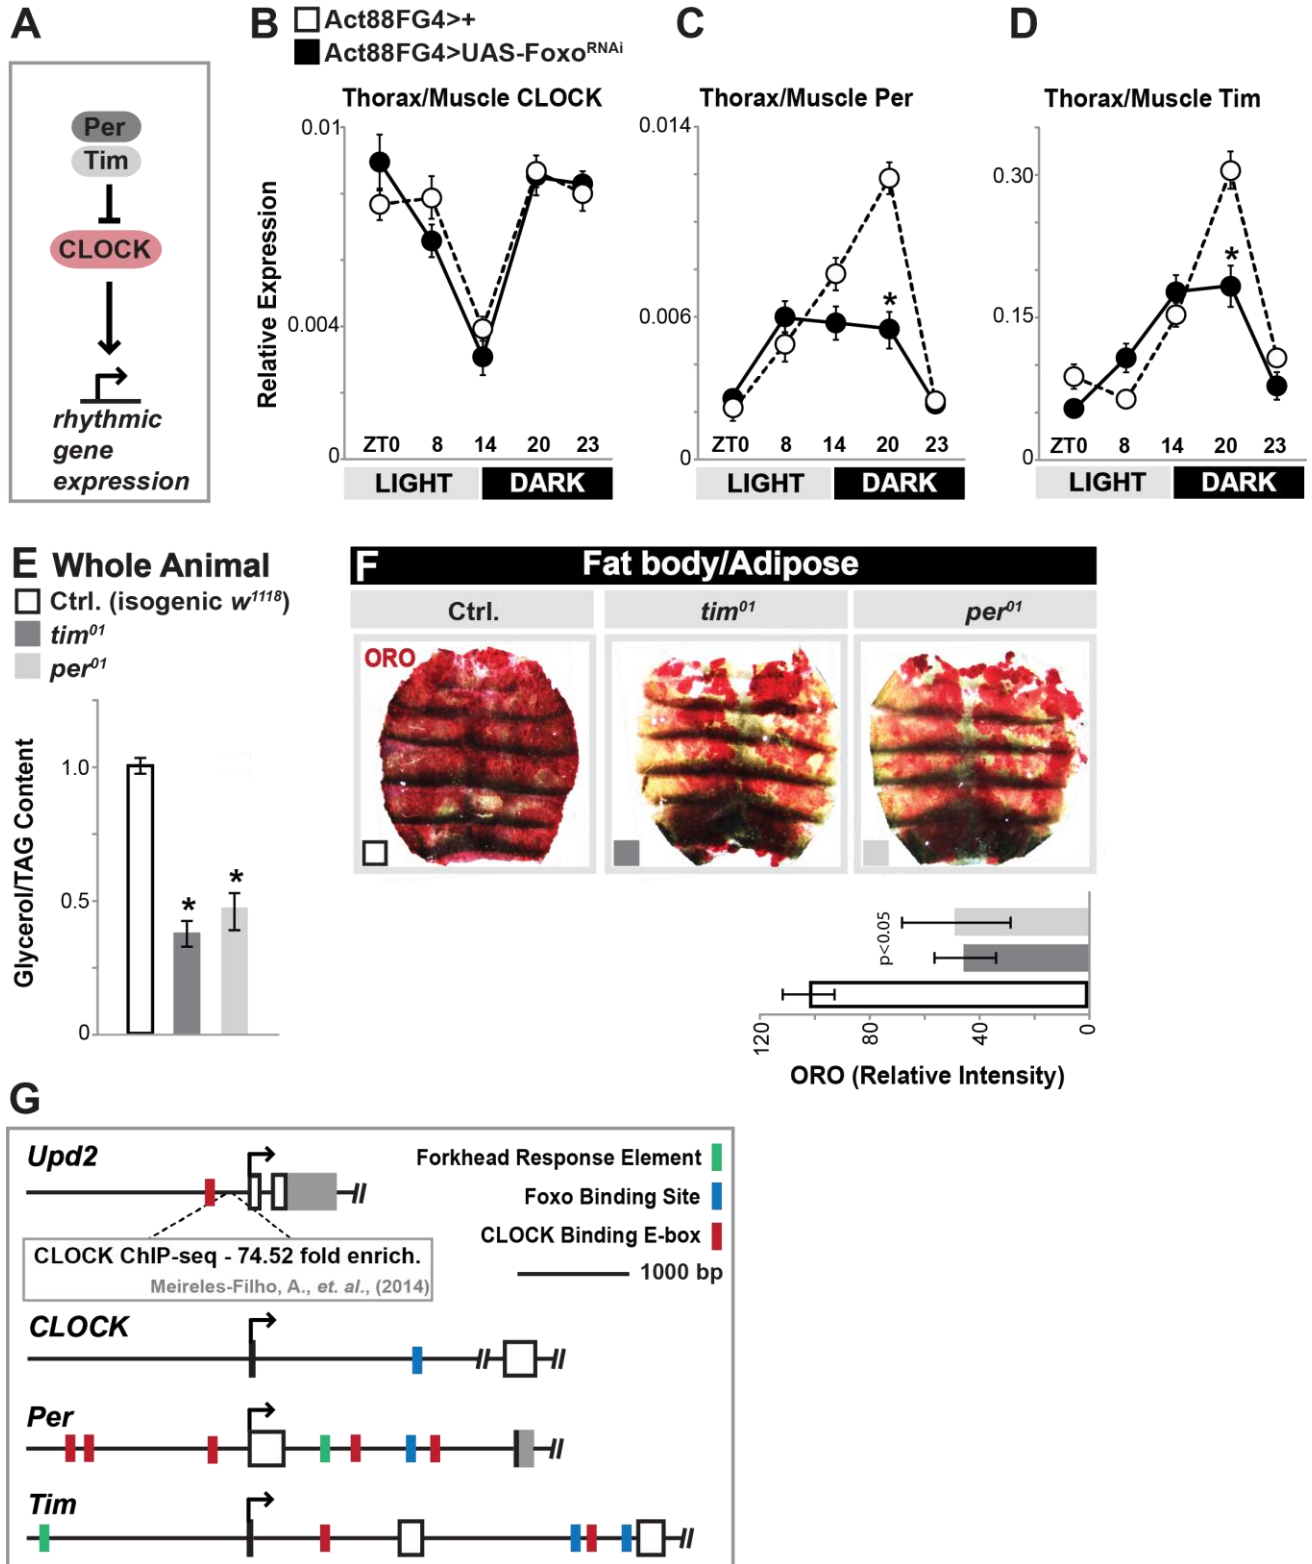 A
Per
Tim
CLOCK
rhythmic
gene
expression
B
Act88FG4>+
Act88FG4>UAS-Foxo^RNAi
Thorax/Muscle CLOCK
Relative Expression
0.01
0.004
0
ZT0 8 14 20 23
LIGHT DARK
C
Thorax/Muscle Per
0.014
0.006
0
*
ZT0 8 14 20 23
LIGHT DARK
D
Thorax/Muscle Tim
0.30
0.15
0
*
ZT0 8 14 20 23
LIGHT DARK
E Whole Animal
Ctrl. (isogenic w^1118)
tim^01
per^01
Glycerol/TAG Content
1.0
0.5
0
* *
F Fat body/Adipose
Ctrl. tim^01 per^01
ORO
p<0.05
120 80 40 0
ORO (Relative Intensity)
G
Upd2
Forkhead Response Element
Foxo Binding Site
CLOCK Binding E-box
1000 bp
CLOCK ChIP-seq - 74.52 fold enrich.
Meireles-Filho, A., et. al., (2014)
CLOCK
Per
Tim